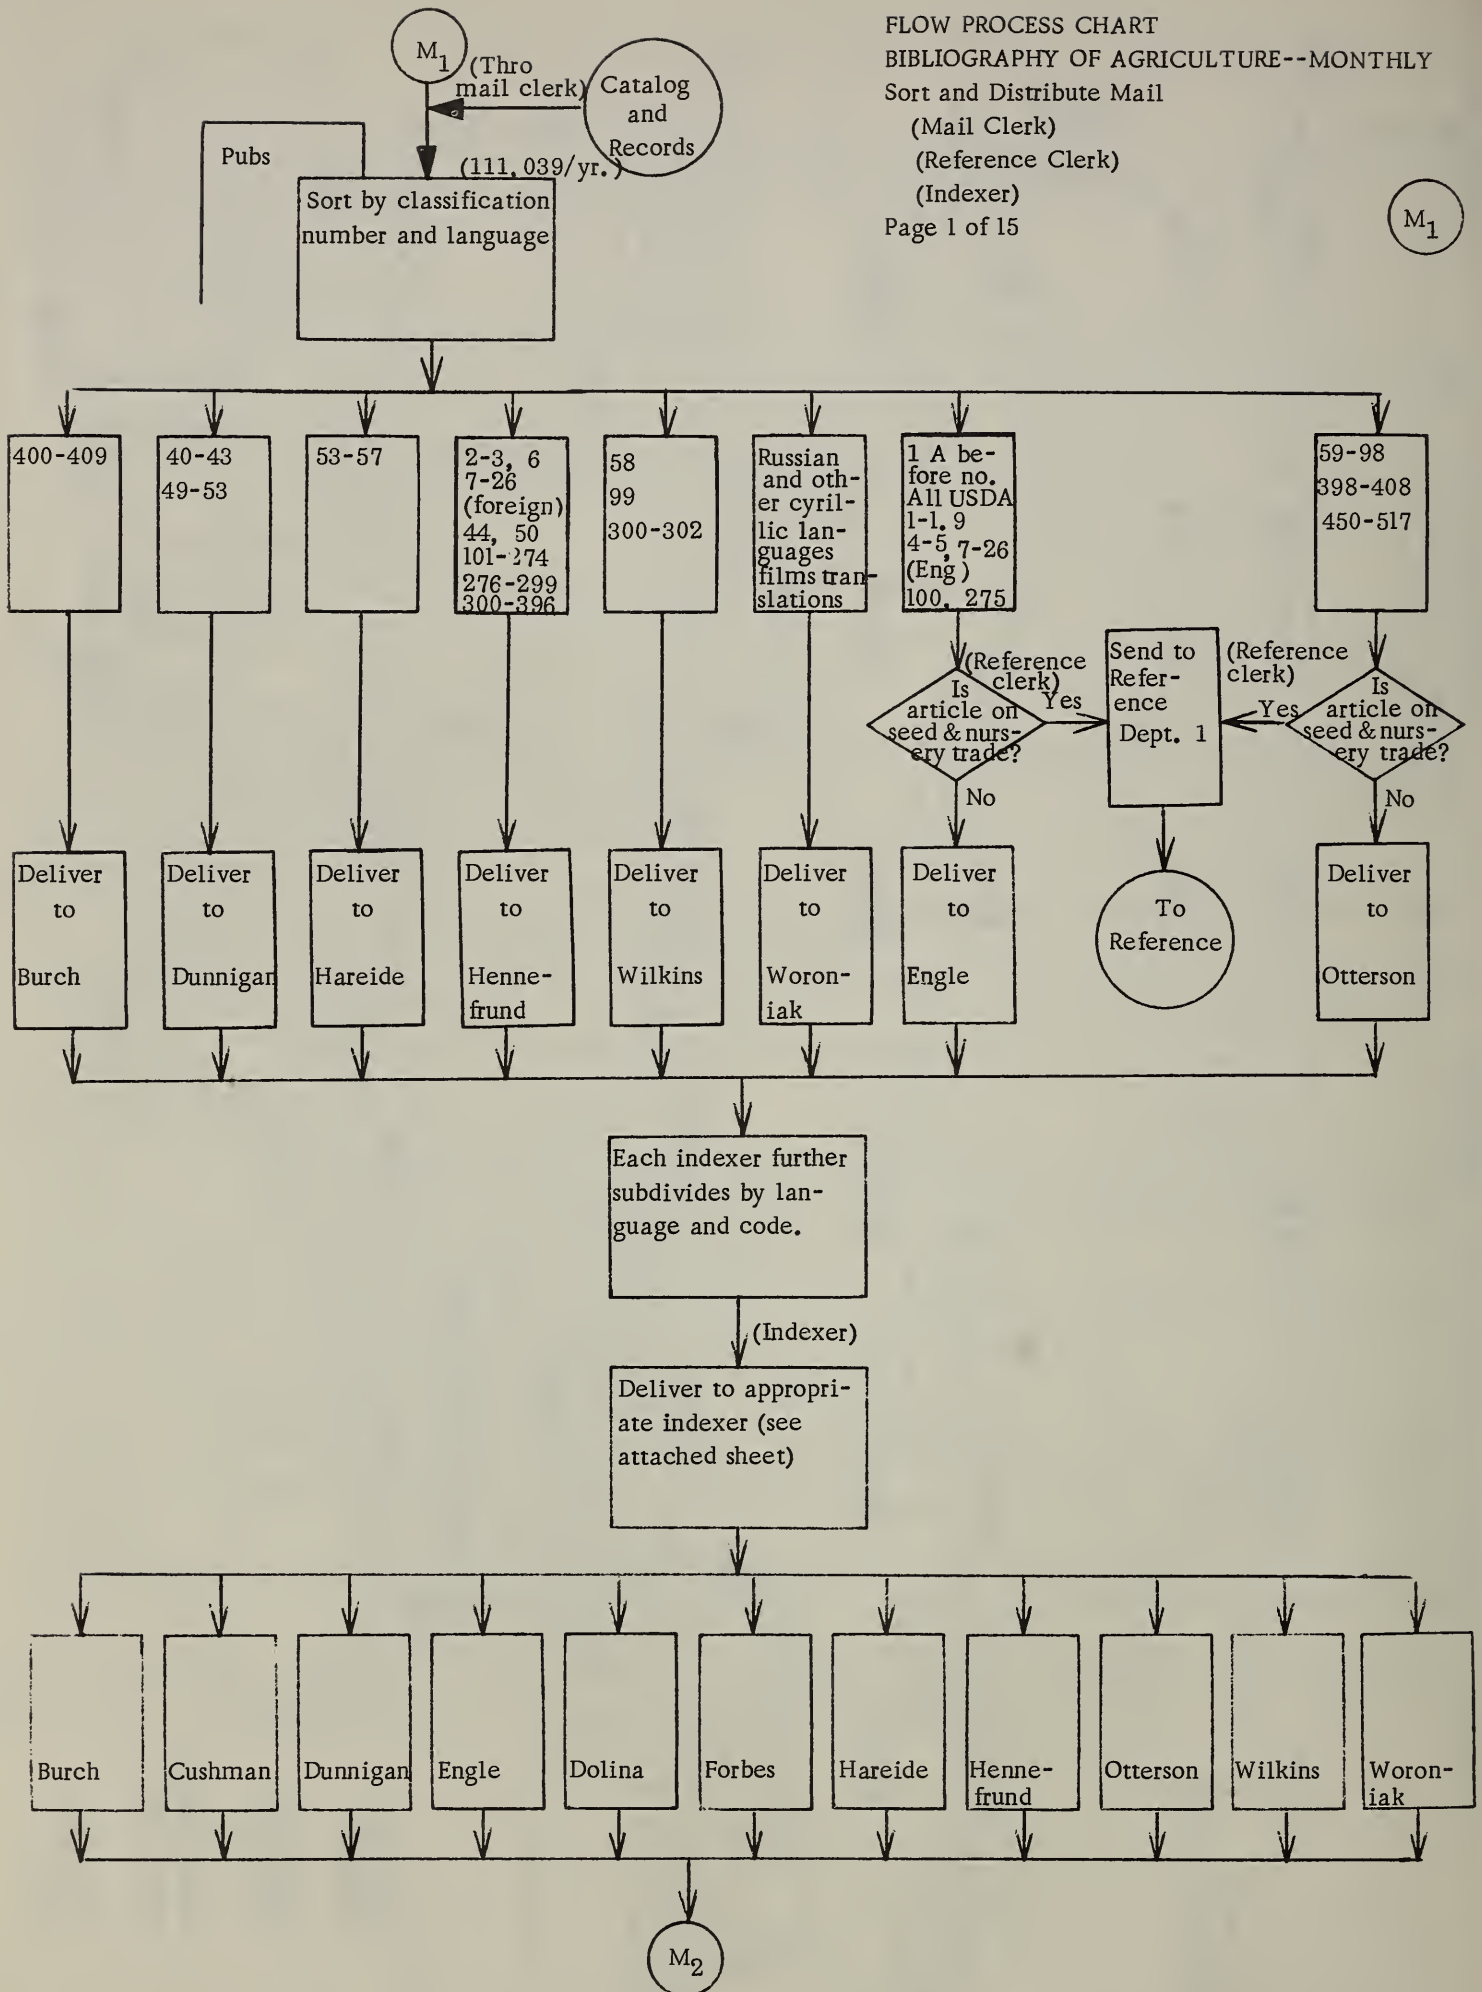 FLOW PROCESS CHART
BIBLIOGRAPHY OF AGRICULTURE--MONTHLY
Sort and Distribute Mail
(Mail Clerk)
(Reference Clerk)
(Indexer)
Page 1 of 15
M1
M1
(Thro
mail clerk)
Catalog
and
Records
Pubs
(111,039/yr.)
Sort by classification
number and language
400-409
40-43
49-53
53-57
2-3, 6
7-26
(foreign)
44, 50
101-274
276-299
300-396
58
99
300-302
Russian
and oth-
er cyril-
lic lan-
guages
films tran-
slations
1 A be-
fore no.
All USDA
1-1.9
4-5, 7-26
(Eng)
100, 275
59-98
398-408
450-517
(Reference
clerk)
Is
article on
seed & nurs-
ery trade?
Yes
No
Send to
Refer-
ence
Dept. 1
(Reference
clerk)
Yes
Is
article on
seed & nurs-
ery trade?
No
Deliver
to
Burch
Deliver
to
Dunnigan
Deliver
to
Hareide
Deliver
to
Henne-
frund
Deliver
to
Wilkins
Deliver
to
Woron-
iak
Deliver
to
Engle
To
Reference
Deliver
to
Otterson
Each indexer further
subdivides by lan-
guage and code.
(Indexer)
Deliver to appropri-
ate indexer (see
attached sheet)
Burch
Cushman
Dunnigan
Engle
Dolina
Forbes
Hareide
Henne-
frund
Otterson
Wilkins
Woron-
iak
M2